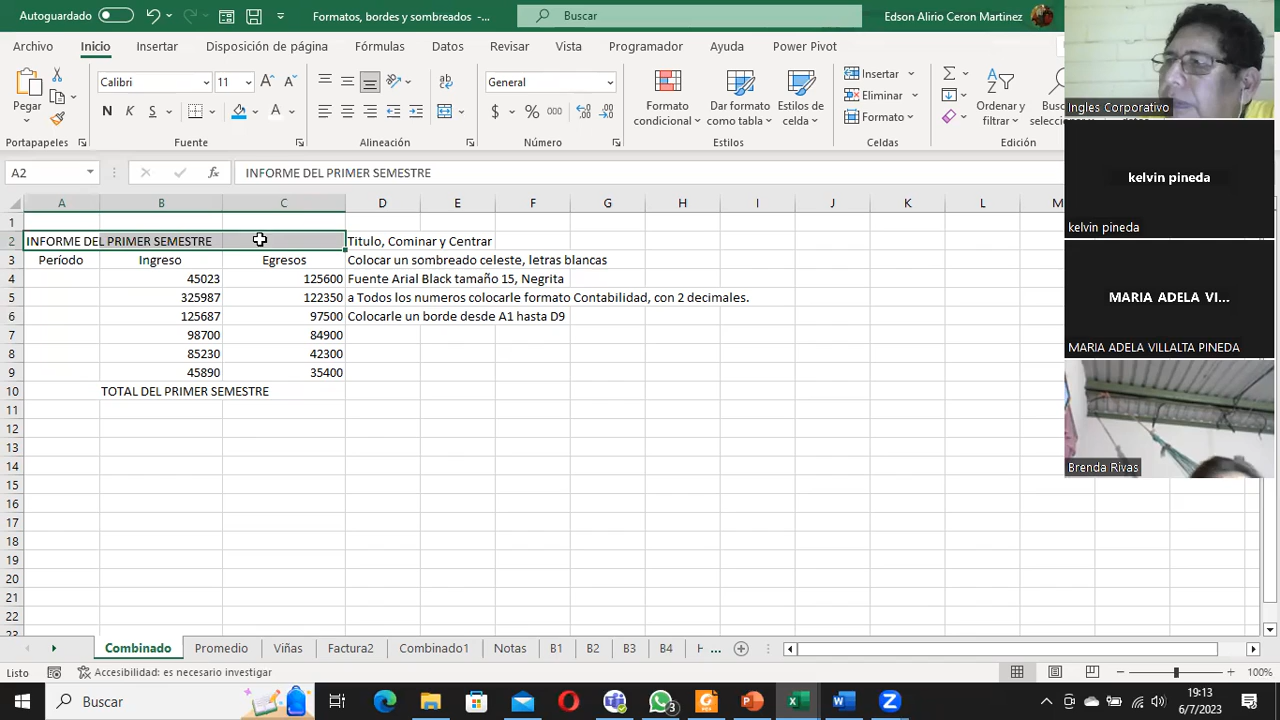 Autoguardado
Formatos, bordes y sombreados -...
Buscar
Edson Alirio Ceron Martinez
Archivo Inicio Insertar Disposición de página Fórmulas Datos Revisar Vista Programador Ayuda Power Pivot
Pegar
Calibri 11
N K S
General
$ % 000
Formato condicional
Dar formato como tabla
Estilos de celda
Insertar
Eliminar
Formato
Ordenar y filtrar
Portapapeles Fuente Alineación Número Estilos Celdas Edición
A2 fx INFORME DEL PRIMER SEMESTRE
A B C D E F G H I J K L M
1
2 INFORME DEL PRIMER SEMESTRE Titulo, Cominar y Centrar
3 Período Ingreso Egresos Colocar un sombreado celeste, letras blancas
4 45023 125600 Fuente Arial Black tamaño 15, Negrita
5 325987 122350 a Todos los numeros colocarle formato Contabilidad, con 2 decimales.
6 125687 97500 Colocarle un borde desde A1 hasta D9
7 98700 84900
8 85230 42300
9 45890 35400
10 TOTAL DEL PRIMER SEMESTRE
11
12
13
14
15
16
17
18
19
20
21
22
23
Combinado Promedio Viñas Factura2 Combinado1 Notas B1 B2 B3 B4 ...
Listo Accesibilidad: es necesario investigar 100%
Buscar
3
19:13
6/7/2023
Ingles Corporativo
kelvin pineda
kelvin pineda
MARIA ADELA VI...
MARIA ADELA VILLALTA PINEDA
Brenda Rivas